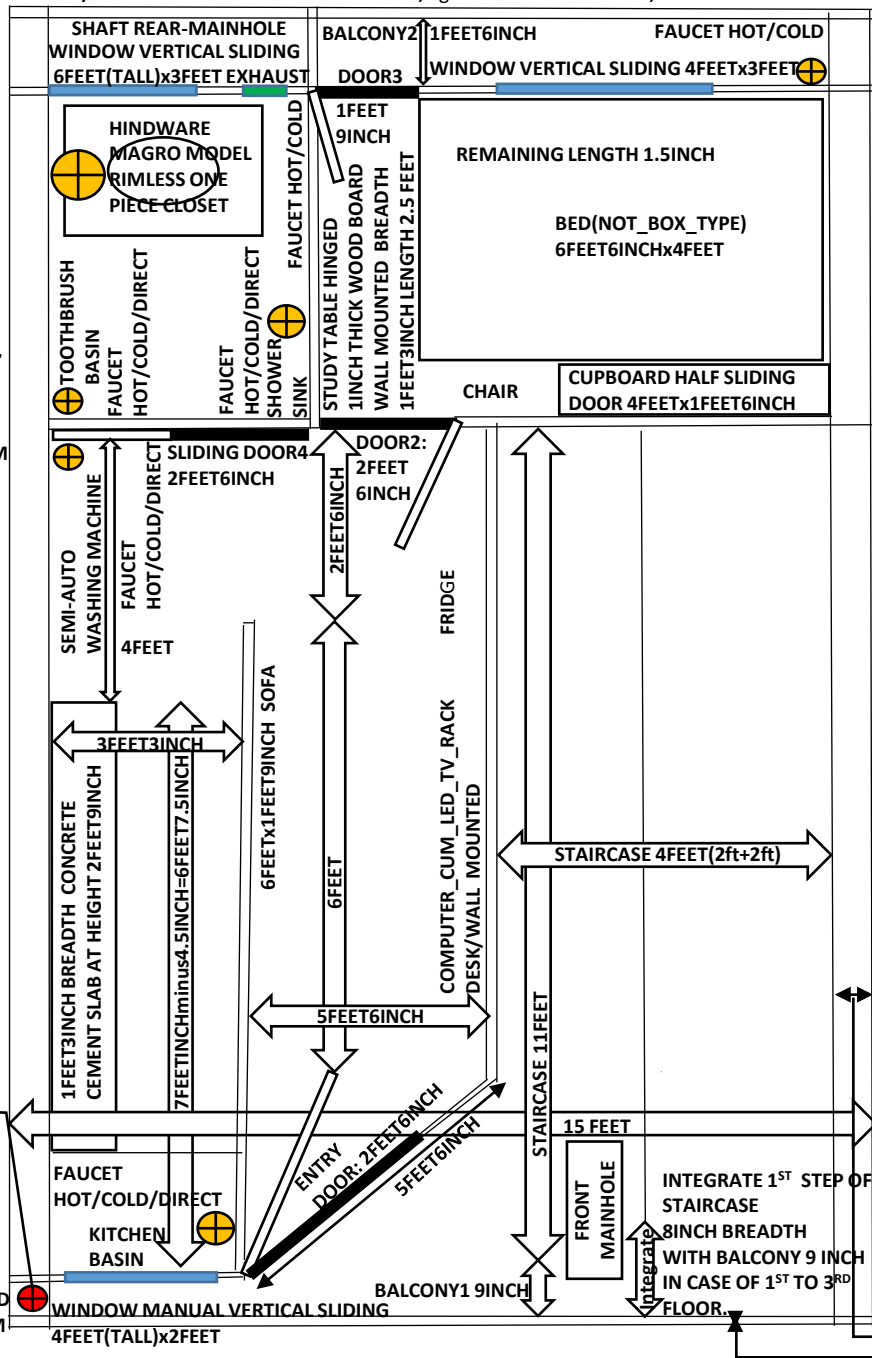 SHAFT REAR-MAINHOLE
WINDOW VERTICAL SLIDING
6FEET(TALL)x3FEET EXHAUST
BALCONY2
1FEET6INCH
FAUCET HOT/COLD
DOOR3
WINDOW VERTICAL SLIDING 4FEETx3FEET
1FEET
9INCH
HINDWARE
MAGRO MODEL
RIMLESS ONE
PIECE CLOSET
FAUCET HOT/COLD
REMAINING LENGTH 1.5INCH
BED(NOT_BOX_TYPE)
6FEET6INCHx4FEET
STUDY TABLE HINGED
1INCH THICK WOOD BOARD
WALL MOUNTED BREADTH
1FEET3INCH LENGTH 2.5 FEET
TOOTHBRUSH
BASIN
FAUCET
HOT/COLD/DIRECT
FAUCET
HOT/COLD/DIRECT
SHOWER
SINK
CHAIR
CUPBOARD HALF SLIDING
DOOR 4FEETx1FEET6INCH
M
SLIDING DOOR4
2FEET6INCH
DOOR2:
2FEET
6INCH
2FEET6INCH
SEMI-AUTO
WASHING MACHINE
FAUCET
HOT/COLD/DIRECT
4FEET
FRIDGE
3FEET3INCH
6FEETx1FEET9INCH SOFA
6FEET
COMPUTER_CUM_LED_TV_RACK
DESK/WALL MOUNTED
STAIRCASE 4FEET(2ft+2ft)
1FEET3INCH BREADTH CONCRETE
CEMENT SLAB AT HEIGHT 2FEET9INCH
7FEETINCHminus4.5INCH=6FEET7.5INCH
5FEET6INCH
STAIRCASE 11FEET
15 FEET
ENTRY
DOOR: 2FEET6INCH
5FEET6INCH
FRONT
MAINHOLE
FAUCET
HOT/COLD/DIRECT
KITCHEN
BASIN
INTEGRATE 1ST STEP OF
STAIRCASE
8INCH BREADTH
WITH BALCONY 9 INCH
IN CASE OF 1ST TO 3RD
FLOOR.
Integrate
BALCONY1 9INCH
D
M
WINDOW MANUAL VERTICAL SLIDING
4FEET(TALL)x2FEET